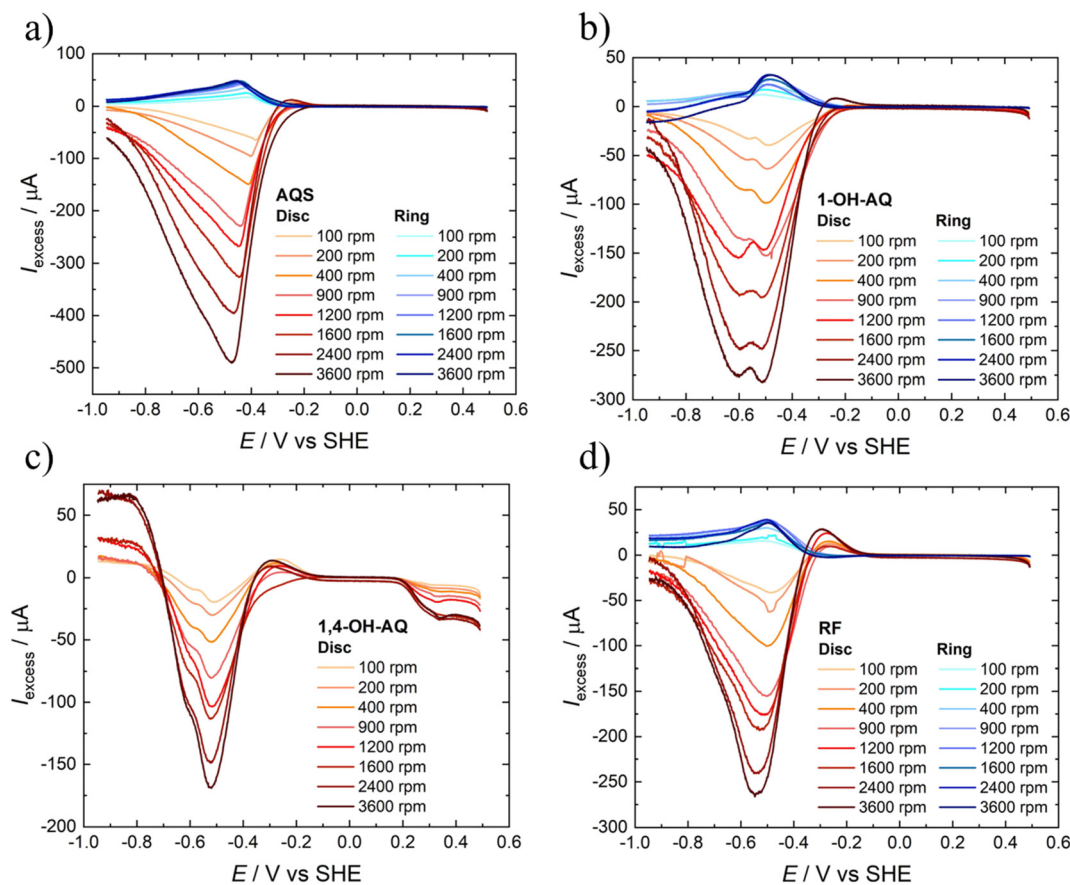 a)
100
50
0
-100
-200
-300
-400
-500
I excess / µA
AQS
Disc Ring
100 rpm 100 rpm
200 rpm 200 rpm
400 rpm 400 rpm
900 rpm 900 rpm
1200 rpm 1200 rpm
1600 rpm 1600 rpm
2400 rpm 2400 rpm
3600 rpm 3600 rpm
-1.0 -0.8 -0.6 -0.4 -0.2 0.0 0.2 0.4 0.6
E / V vs SHE
b)
50
25
0
-50
-100
-150
-200
-250
-300
I excess / µA
1-OH-AQ
Disc Ring
100 rpm 100 rpm
200 rpm 200 rpm
400 rpm 400 rpm
900 rpm 900 rpm
1200 rpm 1200 rpm
1600 rpm 1600 rpm
2400 rpm 2400 rpm
3600 rpm 3600 rpm
-1.0 -0.8 -0.6 -0.4 -0.2 0.0 0.2 0.4 0.6
E / V vs SHE
c)
50
0
-50
-100
-150
-200
I excess / µA
1,4-OH-AQ
Disc
100 rpm
200 rpm
400 rpm
900 rpm
1200 rpm
1600 rpm
2400 rpm
3600 rpm
-1.0 -0.8 -0.6 -0.4 -0.2 0.0 0.2 0.4 0.6
E / V vs SHE
d)
50
25
0
-50
-100
-150
-200
-250
-300
I excess / µA
RF
Disc Ring
100 rpm 100 rpm
200 rpm 200 rpm
400 rpm 400 rpm
900 rpm 900 rpm
1200 rpm 1200 rpm
1600 rpm 1600 rpm
2400 rpm 2400 rpm
3600 rpm 3600 rpm
-1.0 -0.8 -0.6 -0.4 -0.2 0.0 0.2 0.4 0.6
E / V vs SHE